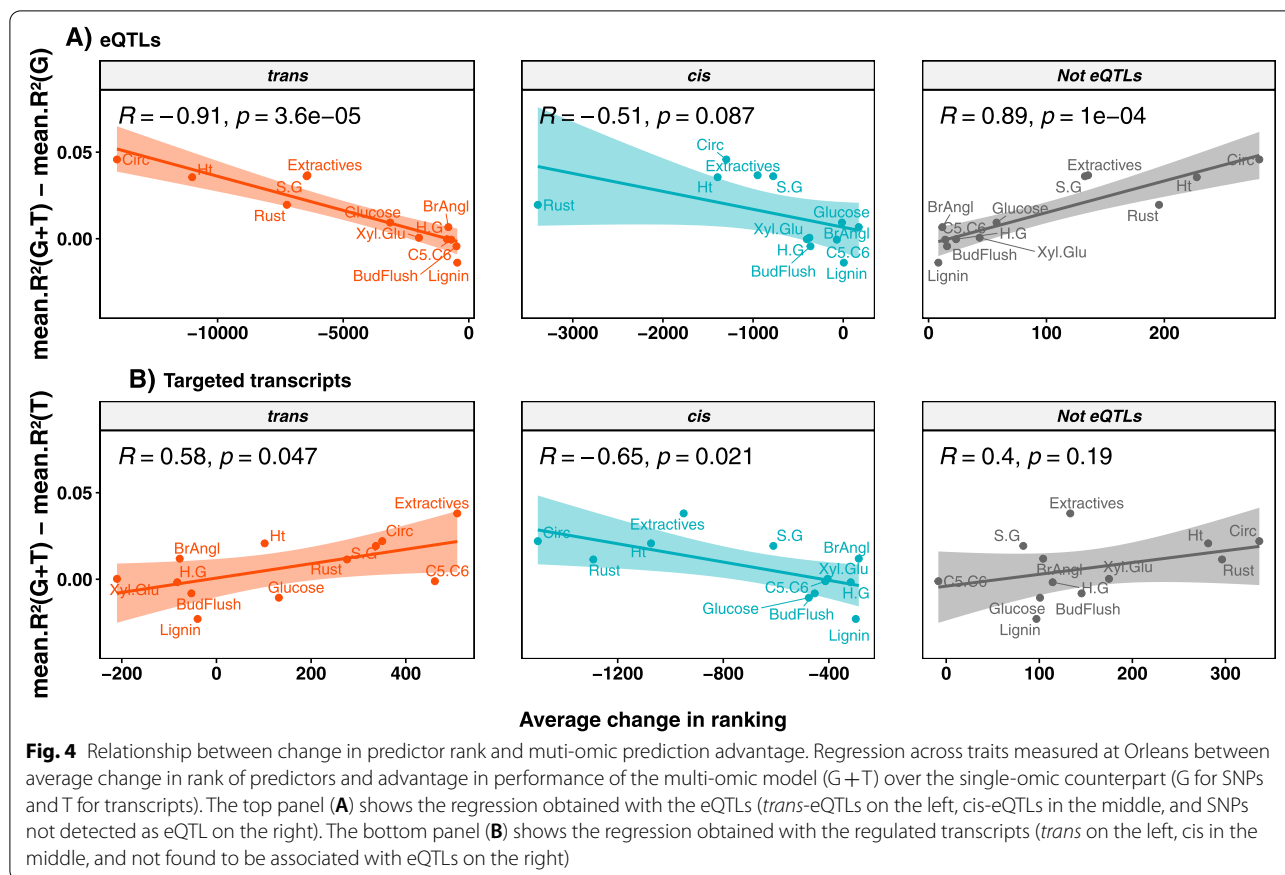 A) eQTLs
trans
cis
Not eQTLs
mean.R²(G+T) − mean.R²(G)
0.05
0.00
R = −0.91, p = 3.6e−05
Circ
Ht
Extractives
S.G
Rust
Glucose
BrAngl
Xyl.Glu
H.G
C5.C6
BudFlush
Lignin
−10000
−5000
0
R = −0.51, p = 0.087
Circ
Extractives
Ht
S.G
Rust
Glucose
Xyl.Glu
BrAngl
H.G
C5.C6
BudFlush
Lignin
−3000
−2000
−1000
0
R = 0.89, p = 1e−04
Extractives
Circ
S.G
Ht
BrAngl
Glucose
Rust
C5.C6
H.G
Xyl.Glu
BudFlush
Lignin
0
100
200
B) Targeted transcripts
trans
cis
Not eQTLs
mean.R²(G+T) − mean.R²(T)
0.05
0.00
R = 0.58, p = 0.047
Extractives
Circ
Ht
BrAngl
S.G
Rust
H.G
C5.C6
Xyl.Glu
BudFlush
Glucose
Lignin
−200
0
200
400
R = −0.65, p = 0.021
Circ
Extractives
Ht
S.G
Rust
BrAngl
Xyl.Glu
C5.C6
H.G
Glucose
BudFlush
Lignin
−1200
−800
−400
R = 0.4, p = 0.19
Extractives
S.G
Ht
Circ
Rust
BrAngl
Xyl.Glu
C5.C6
H.G
Glucose
BudFlush
Lignin
0
100
200
300
Average change in ranking
Fig. 4 Relationship between change in predictor rank and muti-omic prediction advantage. Regression across traits measured at Orleans between
average change in rank of predictors and advantage in performance of the multi-omic model (G+T) over the single-omic counterpart (G for SNPs
and T for transcripts). The top panel (A) shows the regression obtained with the eQTLs (trans-eQTLs on the left, cis-eQTLs in the middle, and SNPs
not detected as eQTL on the right). The bottom panel (B) shows the regression obtained with the regulated transcripts (trans on the left, cis in the
middle, and not found to be associated with eQTLs on the right)